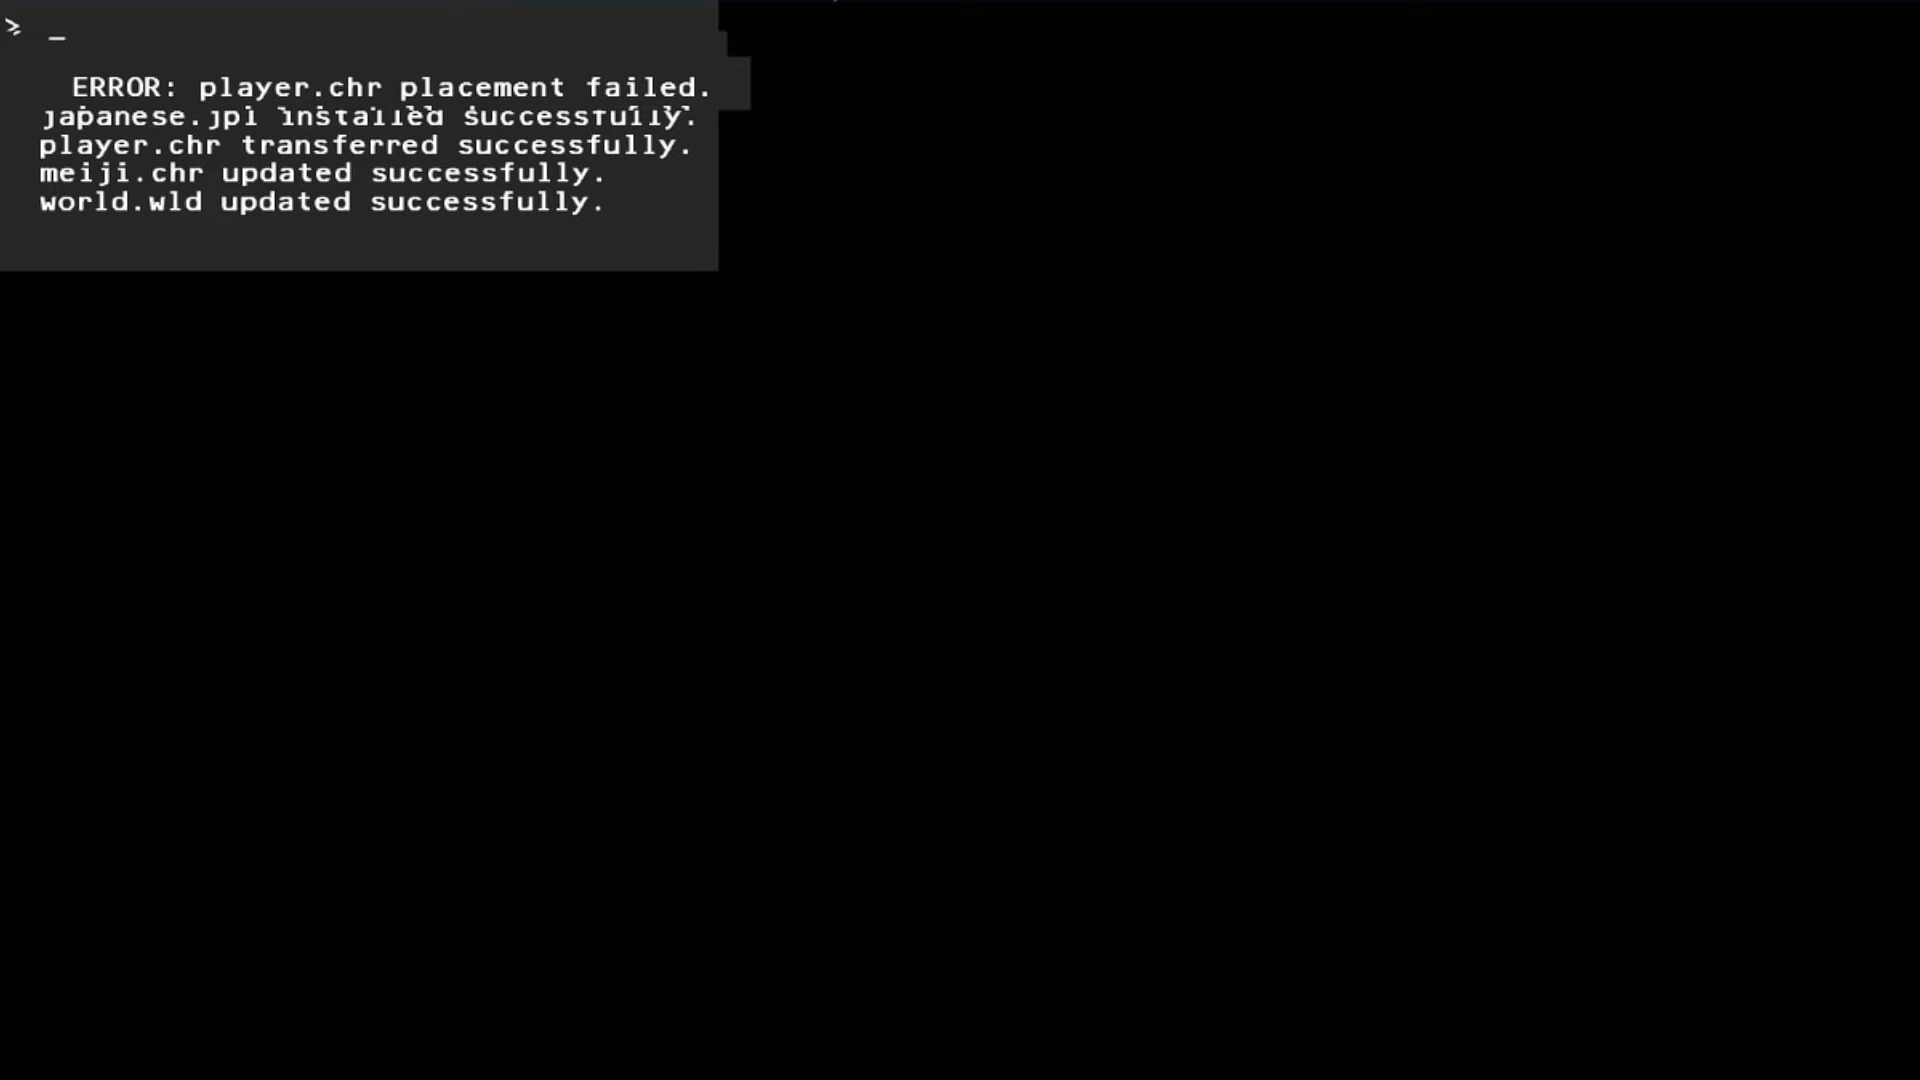 > _
ERROR: player.chr placement failed.
japanese.jpl installed successfully.
player.chr transferred successfully.
meiji.chr updated successfully.
world.wld updated successfully.